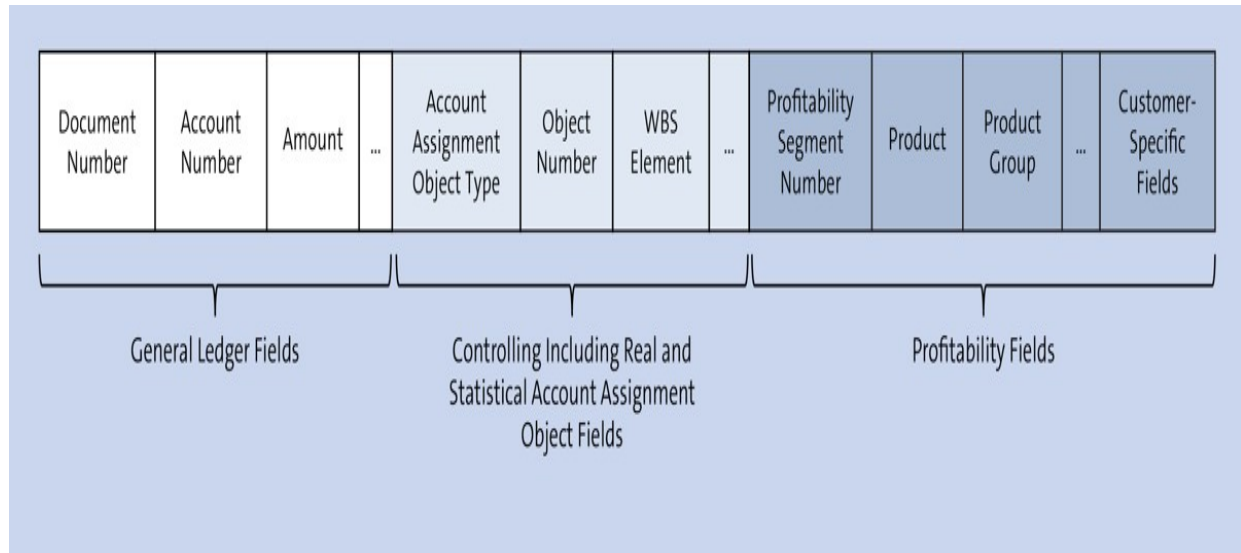 Document
Number
Account
Number
Amount
...
Account
Assignment
Object Type
Object
Number
WBS
Element
...
Profitability
Segment
Number
Product
Product
Group
...
Customer-
Specific
Fields
General Ledger Fields
Controlling Including Real and
Statistical Account Assignment
Object Fields
Profitability Fields